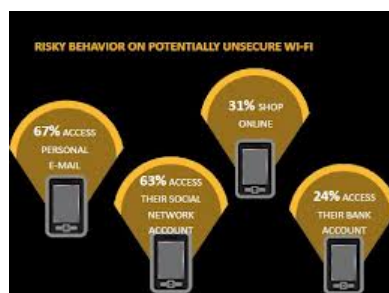 RISKY BEHAVIOR ON POTENTIALLY UNSECURE WI-FI
67% ACCESS
PERSONAL
E-MAIL
63% ACCESS
THEIR SOCIAL
NETWORK
ACCOUNT
31% SHOP
ONLINE
24% ACCESS
THEIR BANK
ACCOUNT